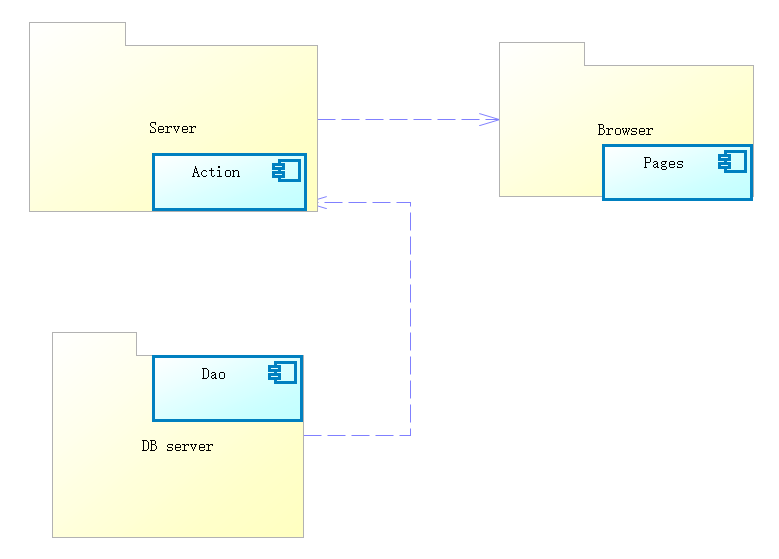 Server
Action
Browser
Pages
Dao
DB server